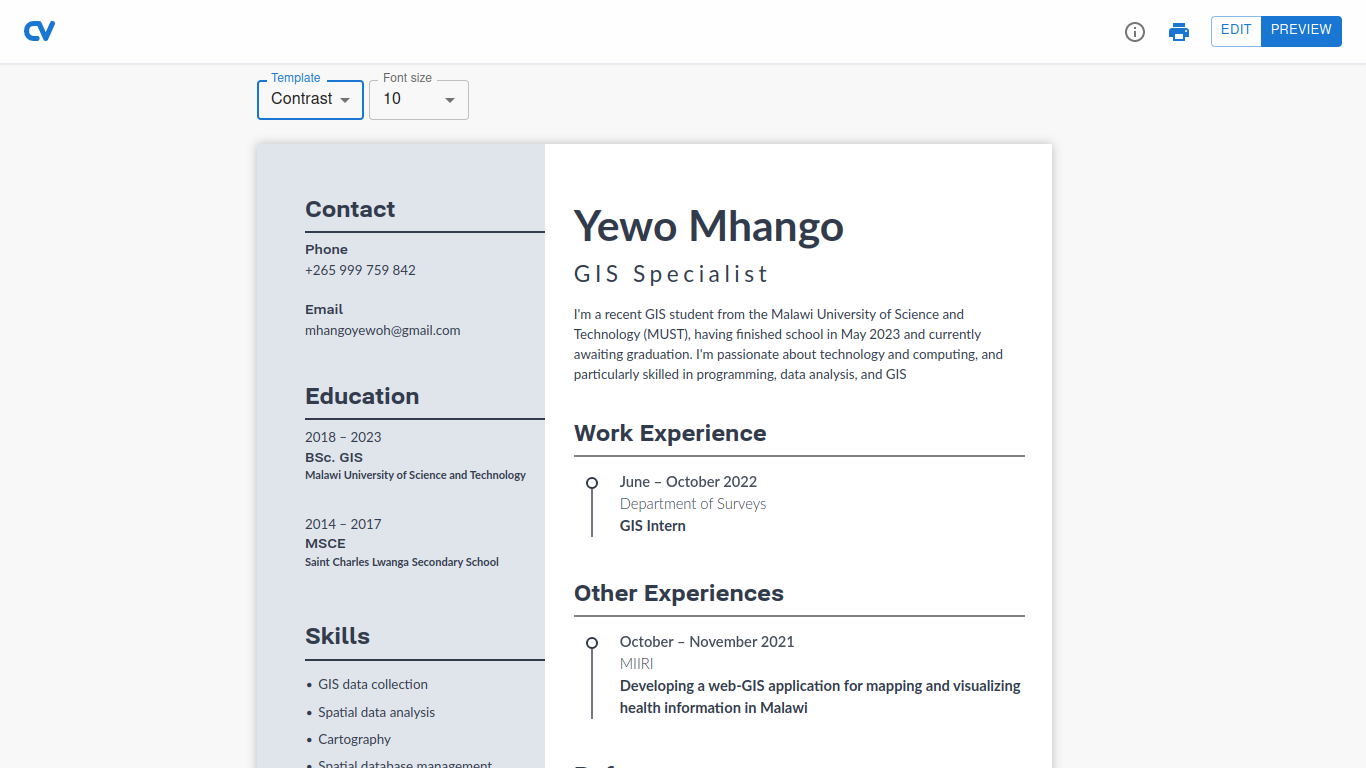 CV
EDIT
PREVIEW
Template
Contrast
Font size
10
Contact
Phone
+265 999 759 842
Email
mhangoyewoh@gmail.com
Education
2018 – 2023
BSc. GIS
Malawi University of Science and Technology
2014 – 2017
MSCE
Saint Charles Lwanga Secondary School
Skills
• GIS data collection
• Spatial data analysis
• Cartography
• Spatial database management
Yewo Mhango
GIS Specialist
I'm a recent GIS student from the Malawi University of Science and
Technology (MUST), having finished school in May 2023 and currently
awaiting graduation. I'm passionate about technology and computing, and
particularly skilled in programming, data analysis, and GIS
Work Experience
June – October 2022
Department of Surveys
GIS Intern
Other Experiences
October – November 2021
MIIRI
Developing a web-GIS application for mapping and visualizing
health information in Malawi